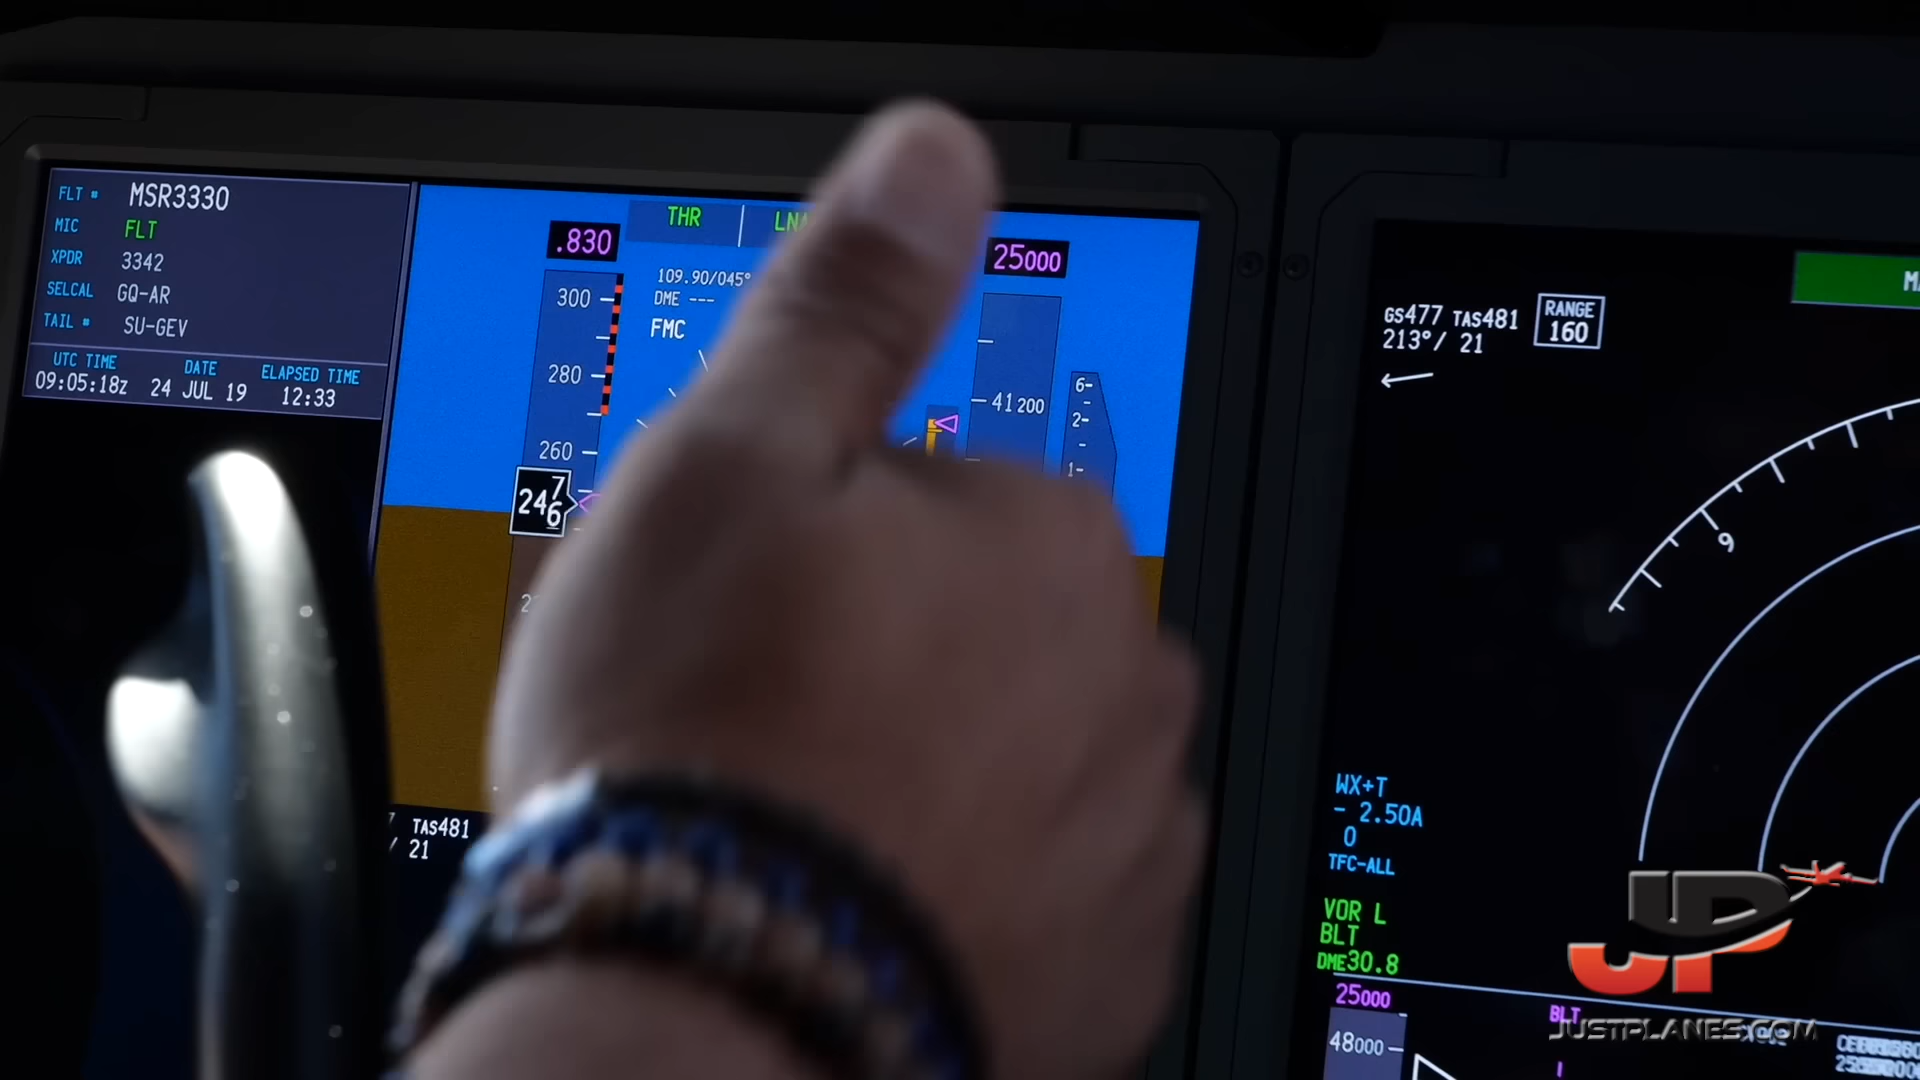 FLT MSR3330
MIC FLT
XPDR 3342
SELCAL GQ-AR
TAIL SU-GEV
UTC TIME DATE ELAPSED TIME
09:05:18z 24 JUL 19 12:33
.830
THR
25000
109.90/045°
DME ---
FMC
300
280
260
246
7
41200
6
2
1
TAS481
/ 21
GS477 TAS481
213°/ 21
RANGE
160
9
WX+T
- 2.50A
0
TFC-ALL
VOR L
BLT
DME30.8
25000
48000
BLT
JP
JUSTPLANES.COM